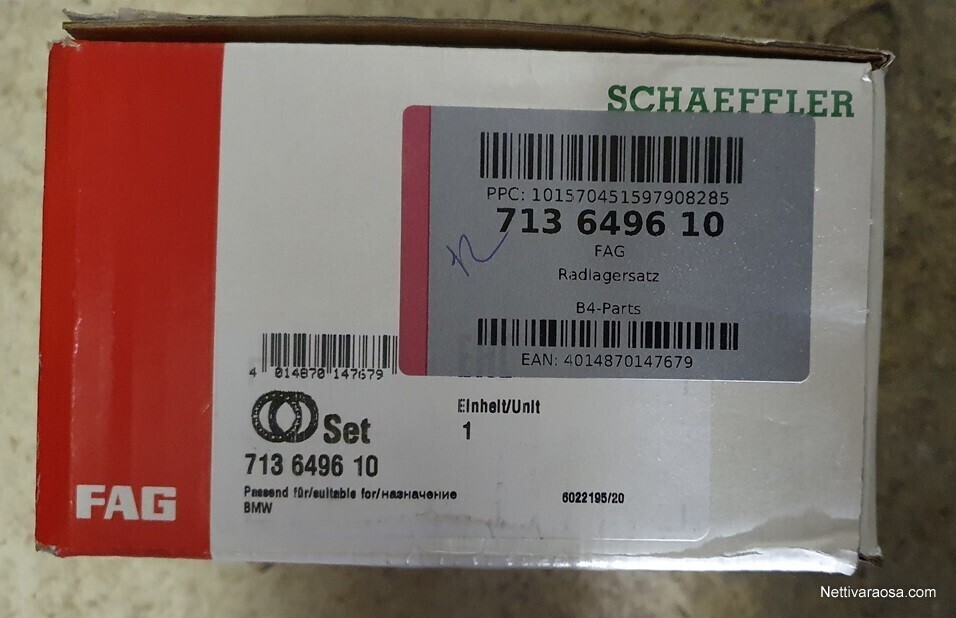 SCHAEFFLER
PPC: 101570451597908285
713 6496 10
FAG
Radlagersatz
B4-Parts
EAN: 4014870147679
4 014870 147679
Set
Einheit/Unit
1
713 6496 10
Passend für/suitable for/назначение
BMW
6022195/20
FAG
Nettivaraosa.com